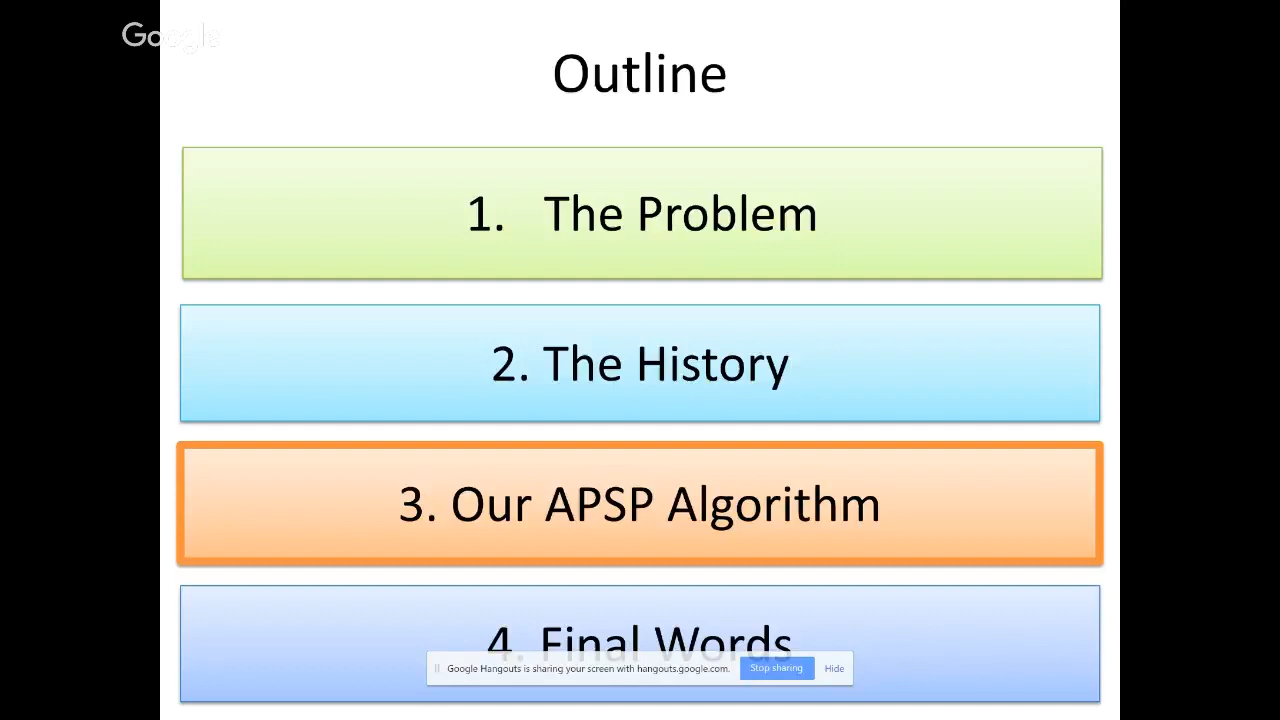 Google
Outline
1. The Problem
2. The History
3. Our APSP Algorithm
4. Final Words
Google Hangouts is sharing your screen with hangouts.google.com. Stop sharing Hide